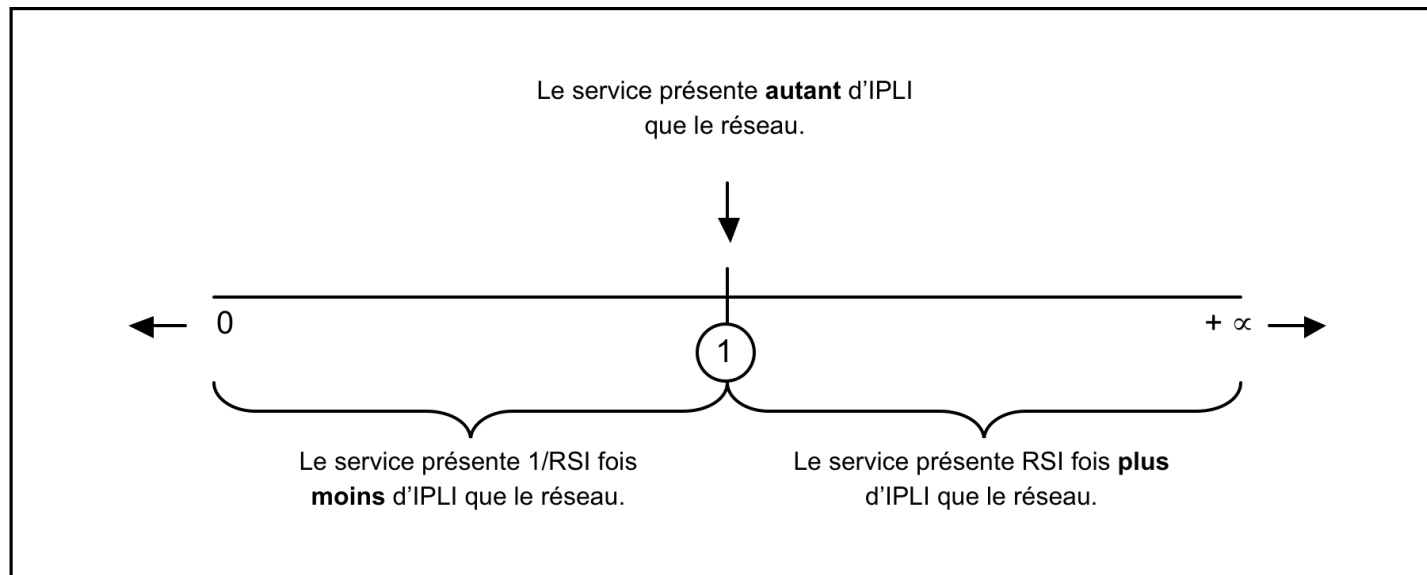 Le service présente autant d’IPLI
que le réseau.
0
+ ∝
1
Le service présente 1/RSI fois
moins d’IPLI que le réseau.
Le service présente RSI fois plus
d’IPLI que le réseau.